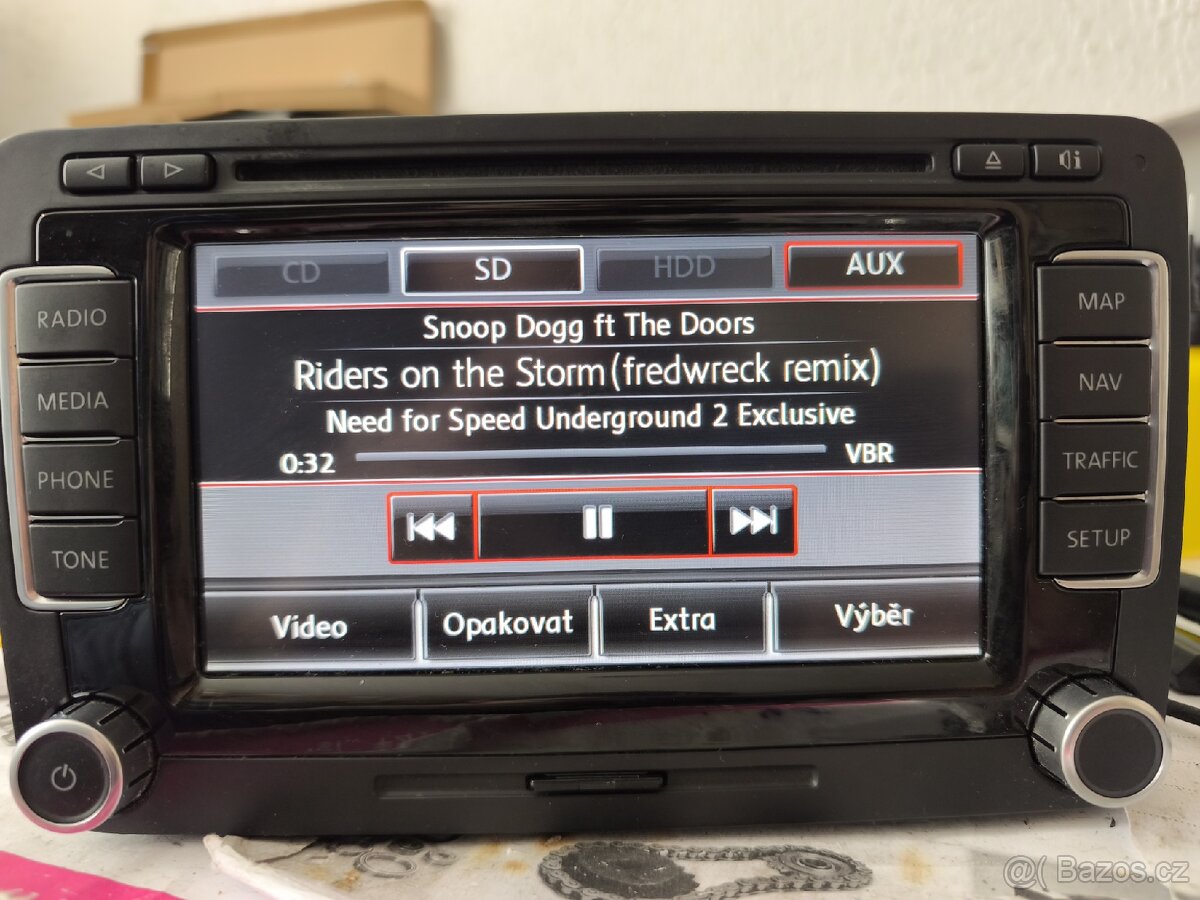 CD SD HDD AUX
RADIO
MEDIA
PHONE
TONE
Snoop Dogg ft The Doors
Riders on the Storm(fredwreck remix)
Need for Speed Underground 2 Exclusive
0:32 VBR
Video Opakovat Extra Výběr
MAP
NAV
TRAFFIC
SETUP
@( Bazos.cz